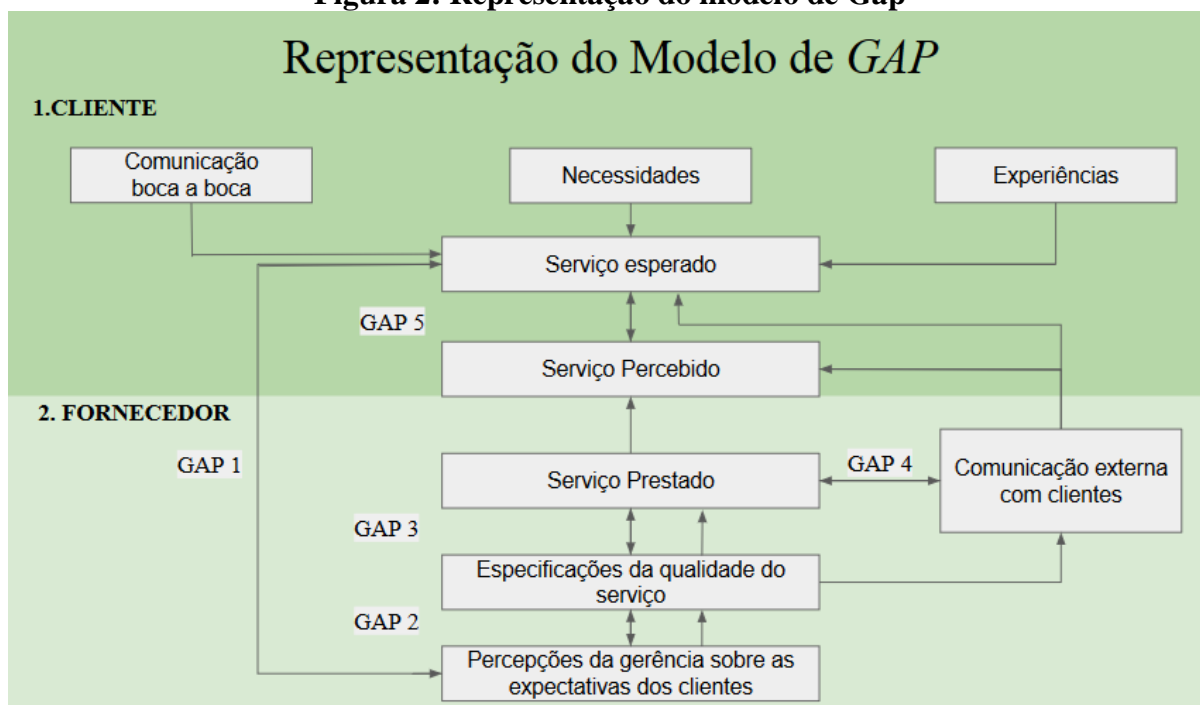 Figura 2: Representação do modelo de Gap
Representação do Modelo de GAP
1.CLIENTE
Comunicação
boca a boca
Necessidades
Experiências
Serviço esperado
GAP 5
Serviço Percebido
2. FORNECEDOR
GAP 1
Serviço Prestado
GAP 4
Comunicação externa
com clientes
GAP 3
Especificações da qualidade do
serviço
GAP 2
Percepções da gerência sobre as
expectativas dos clientes